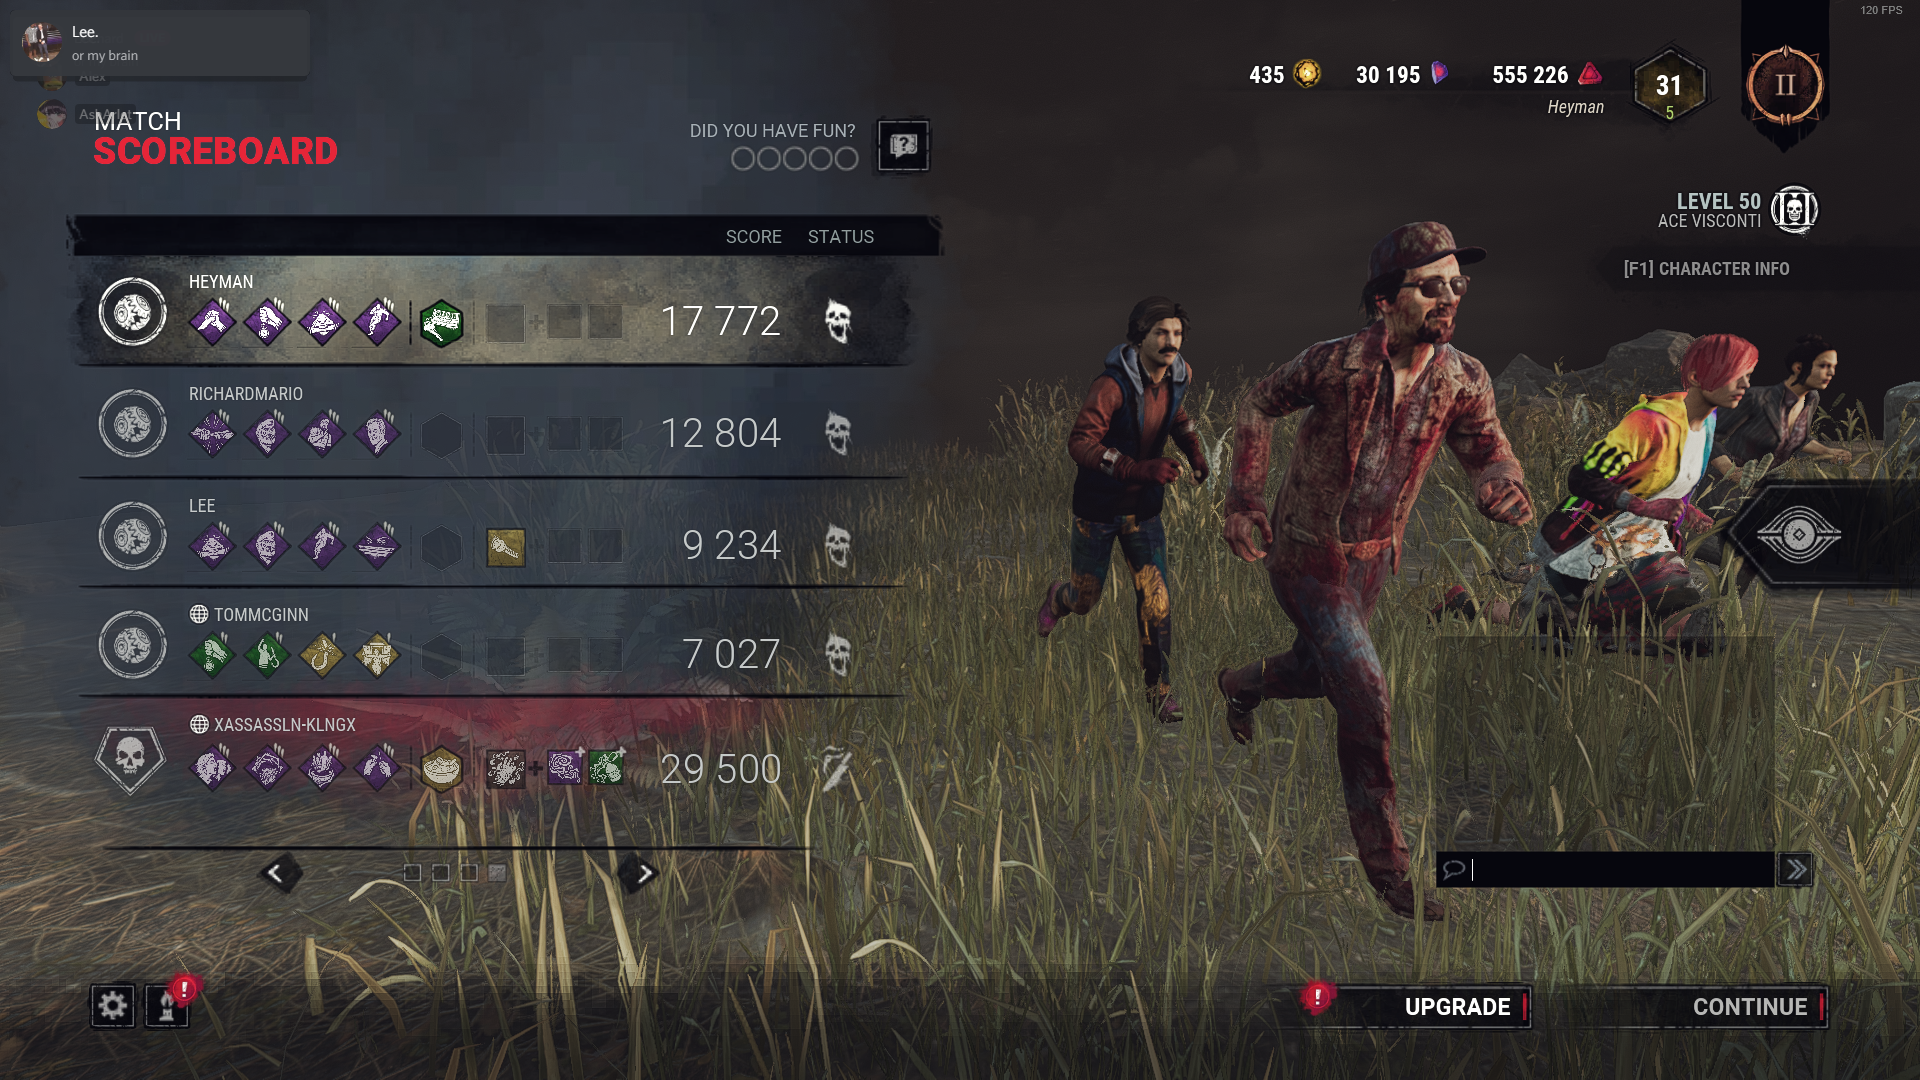 120 FPS
Lee.
or my brain
Alex
435
30 195
555 226
Heyman
31
5
II
MATCH
SCOREBOARD
DID YOU HAVE FUN?
LEVEL 50
ACE VISCONTI
[F1] CHARACTER INFO
SCORE STATUS
HEYMAN
17 772
RICHARDMARIO
12 804
LEE
9 234
TOMMCGINN
7 027
XASSASSLN-KLNGX
29 500
UPGRADE
CONTINUE